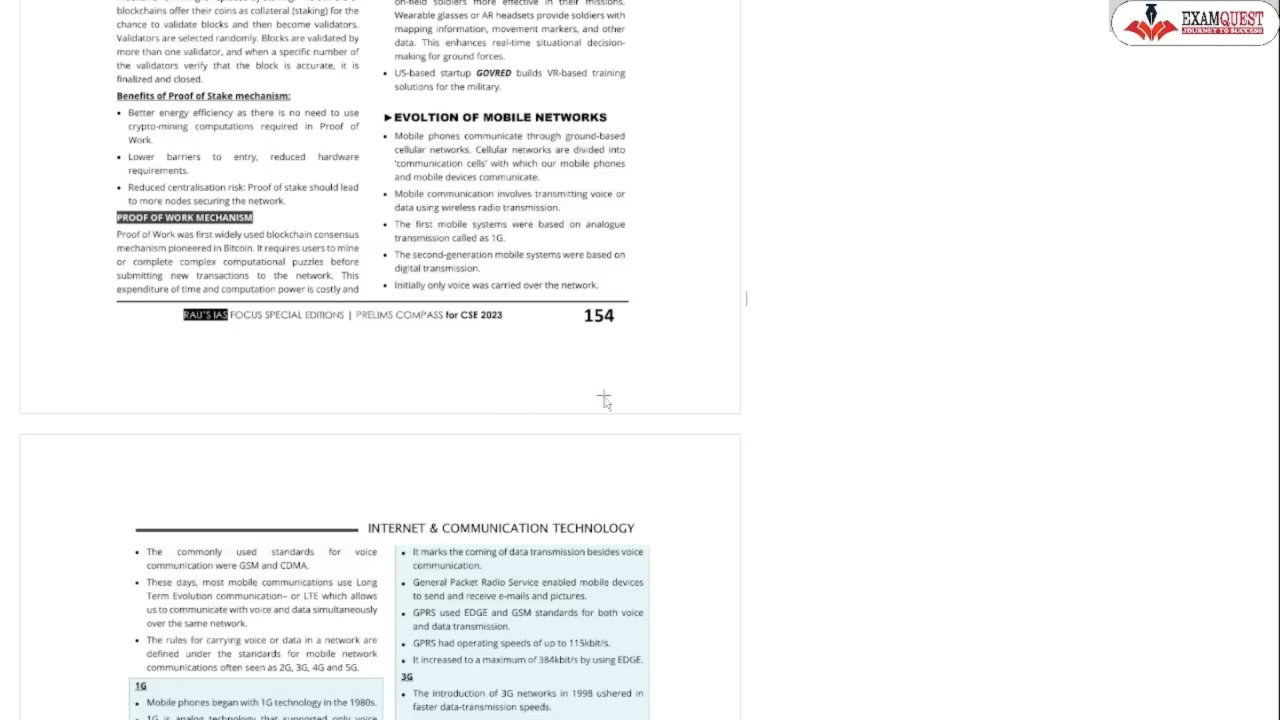 blockchains offer their coins as collateral (staking) for the
chance to validate blocks and then become validators.
Validators are selected randomly. Blocks are validated by
more than one validator, and when a specific number of
the validators verify that the block is accurate, it is
finalized and closed.
Benefits of Proof of Stake mechanism:
• Better energy efficiency as there is no need to use
crypto-mining computations required in Proof of
Work.
• Lower barriers to entry, reduced hardware
requirements.
• Reduced centralisation risk: Proof of stake should lead
to more nodes securing the network.
PROOF OF WORK MECHANISM
Proof of Work was first widely used blockchain consensus
mechanism pioneered in Bitcoin. It requires users to mine
or complete complex computational puzzles before
submitting new transactions to the network. This
expenditure of time and computation power is costly and
on-field soldiers more effective in their missions.
Wearable glasses or AR headsets provide soldiers with
mapping information, movement markers, and other
data. This enhances real-time situational decision-
making for ground forces.
• US-based startup GOVRED builds VR-based training
solutions for the military.
►EVOLTION OF MOBILE NETWORKS
• Mobile phones communicate through ground-based
cellular networks. Cellular networks are divided into
‘communication cells’ with which our mobile phones
and mobile devices communicate.
• Mobile communication involves transmitting voice or
data using wireless radio transmission.
• The first mobile systems were based on analogue
transmission called as 1G.
• The second-generation mobile systems were based on
digital transmission.
• Initially only voice was carried over the network.
RAU'S IAS FOCUS SPECIAL EDITIONS | PRELIMS COMPASS for CSE 2023 154
INTERNET & COMMUNICATION TECHNOLOGY
• The commonly used standards for voice
communication were GSM and CDMA.
• These days, most mobile communications use Long
Term Evolution communication– or LTE which allows
us to communicate with voice and data simultaneously
over the same network.
• The rules for carrying voice or data in a network are
defined under the standards for mobile network
communications often seen as 2G, 3G, 4G and 5G.
1G
• Mobile phones began with 1G technology in the 1980s.
• 1G is analog technology that supported only voice
• It marks the coming of data transmission besides voice
communication.
• General Packet Radio Service enabled mobile devices
to send and receive e-mails and pictures.
• GPRS used EDGE and GSM standards for both voice
and data transmission.
• GPRS had operating speeds of up to 115kbit/s.
• It increased to a maximum of 384kbit/s by using EDGE.
3G
• The introduction of 3G networks in 1998 ushered in
faster data-transmission speeds.
EXAMQUEST
JOURNEY TO SUCCESS